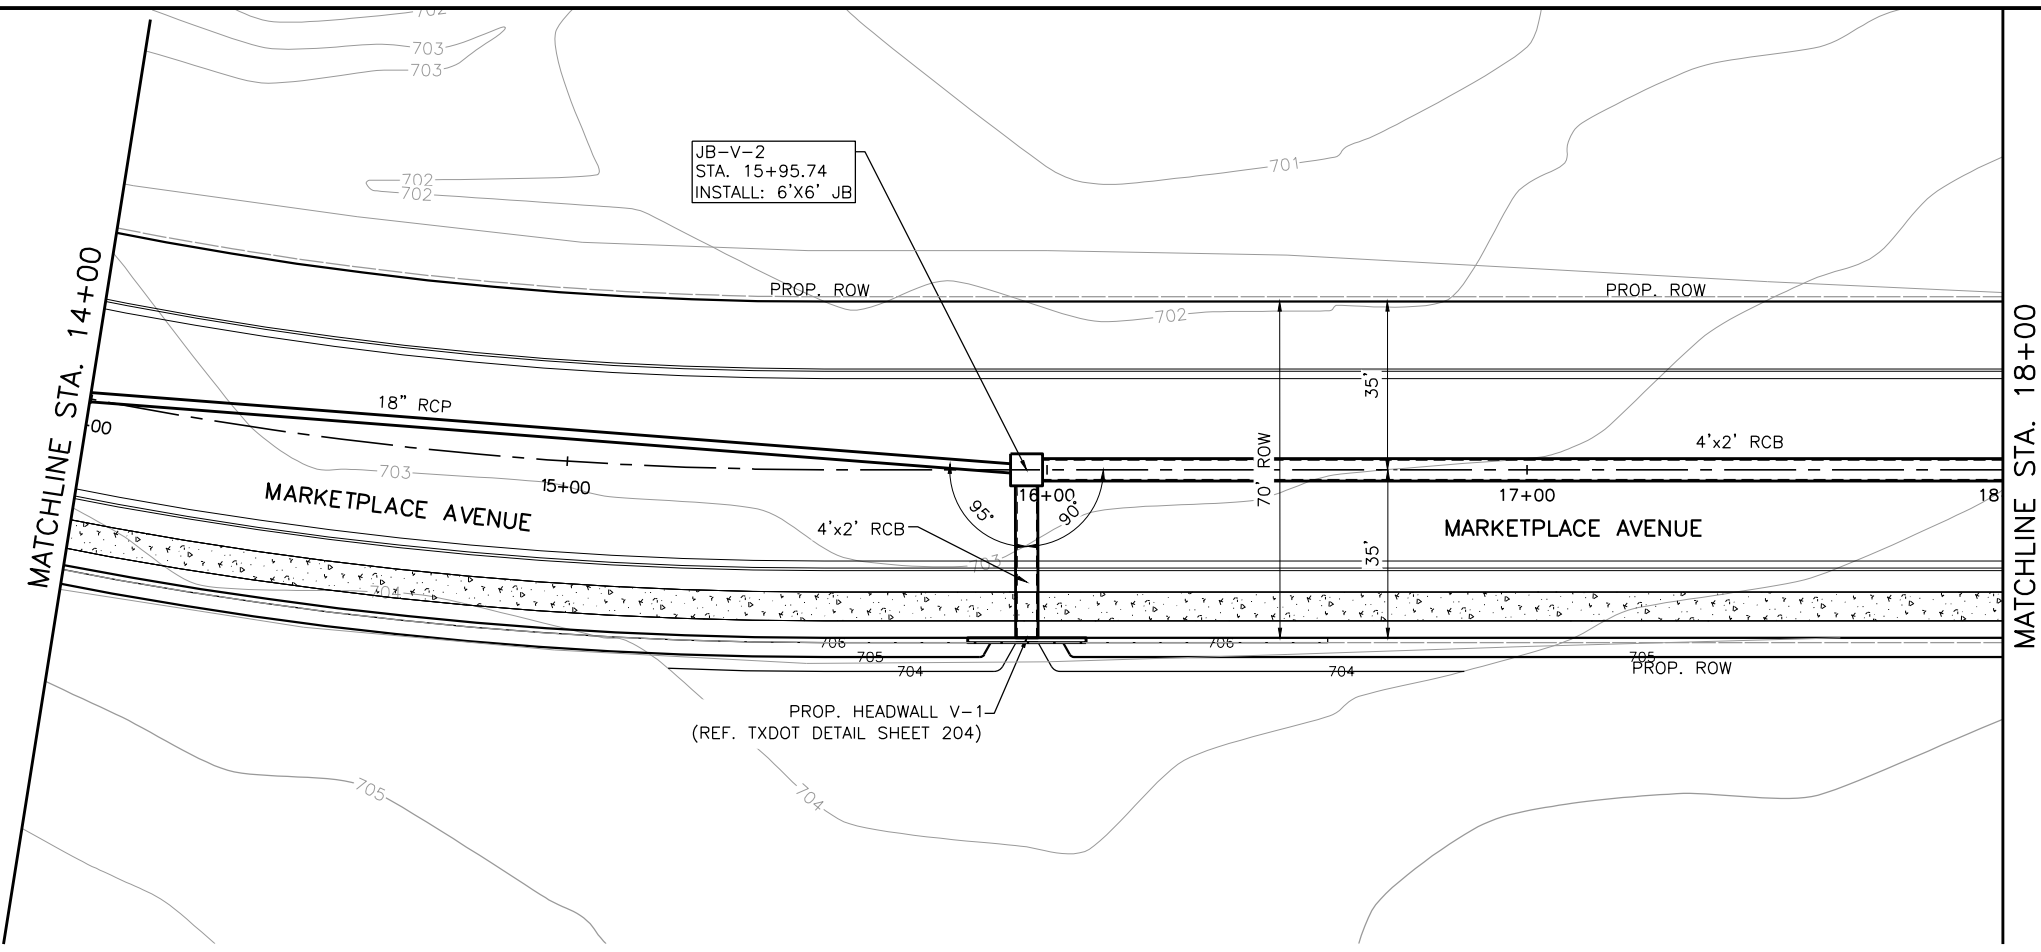 702
703
703
JB-V-2
STA. 15+95.74
INSTALL: 6'X6' JB
701
702
702
MATCHLINE STA. 14+00
PROP. ROW
PROP. ROW
702
MATCHLINE STA. 18+00
35'
18" RCP
+00
4'x2' RCB
70' ROW
703
15+00
16+00
17+00
18
MARKETPLACE AVENUE
95°
90°
4'x2' RCB
MARKETPLACE AVENUE
35'
703
704
706
706
705
705
704
704
PROP. ROW
PROP. HEADWALL V-1
(REF. TXDOT DETAIL SHEET 204)
705
704